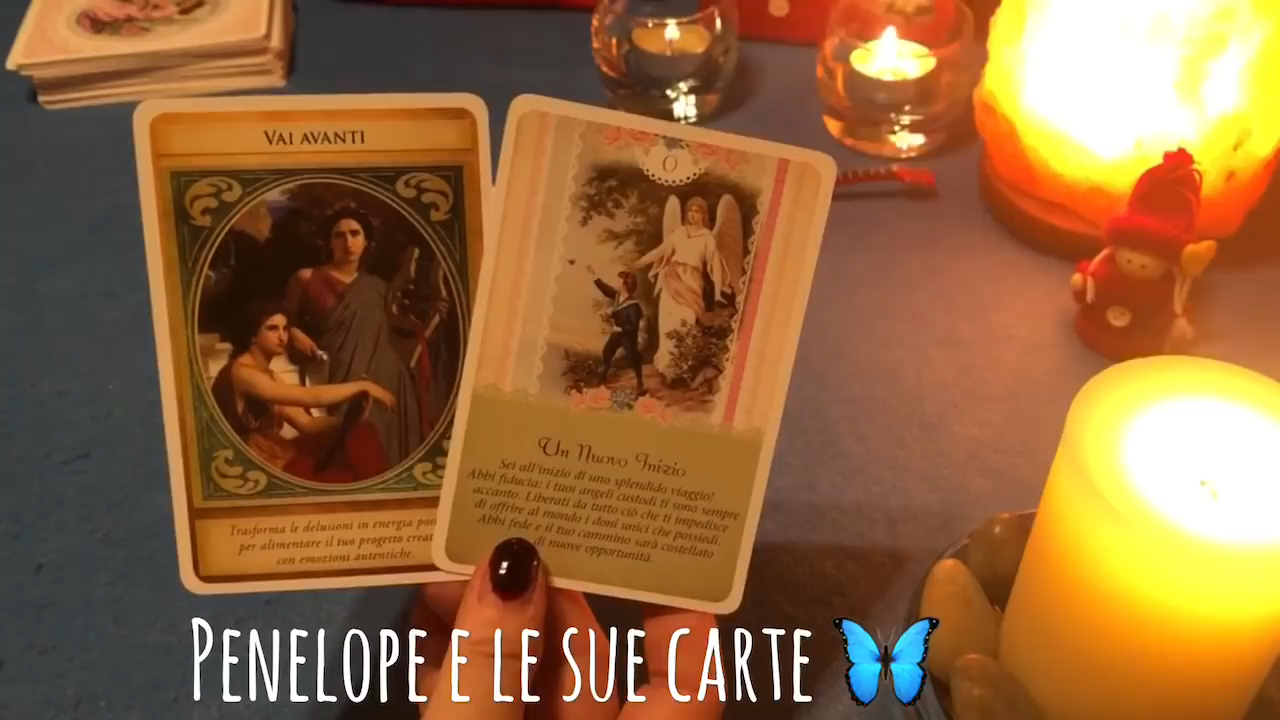 VAI AVANTI
Trasforma le delusioni in energia
per alimentare il tuo progetto
con emozioni autentiche.
0
Un Nuovo Inizio
Sei all'inizio di uno splendido viaggio!
Abbi fiducia: i tuoi angeli custodi ti sono sempre
accanto. Liberati da tutto ciò che ti impedisce
di offrire al mondo i doni unici che possiedi.
Abbi fede e il tuo cammino sarà costellato
di nuove opportunità.
PENELOPE E LE SUE CARTE